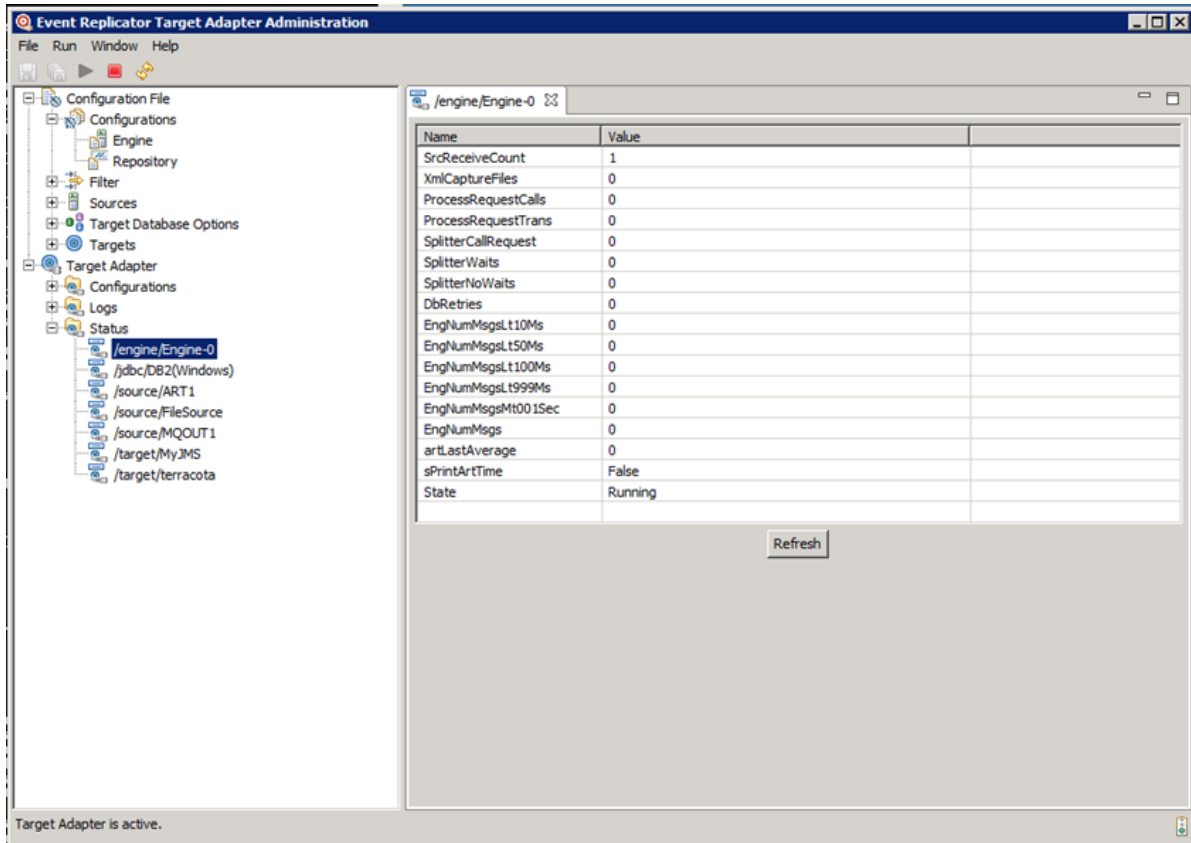 Event Replicator Target Adapter Administration
File Run Window Help
Configuration File
Configurations
Engine
Repository
Filter
Sources
Target Database Options
Targets
Target Adapter
Configurations
Logs
Status
/engine/Engine-0
/jdbc/DB2(Windows)
/source/ART1
/source/FileSource
/source/MQOUT1
/target/MyJMS
/target/terracota
/engine/Engine-0
Name Value
SrcReceiveCount 1
XmlCaptureFiles 0
ProcessRequestCalls 0
ProcessRequestTrans 0
SplitterCallRequest 0
SplitterWaits 0
SplitterNoWaits 0
DbRetries 0
EngNumMsgsLt10Ms 0
EngNumMsgsLt50Ms 0
EngNumMsgsLt100Ms 0
EngNumMsgsLt999Ms 0
EngNumMsgsMt001Sec 0
EngNumMsgs 0
artLastAverage 0
sPrintArtTime False
State Running
Refresh
Target Adapter is active.